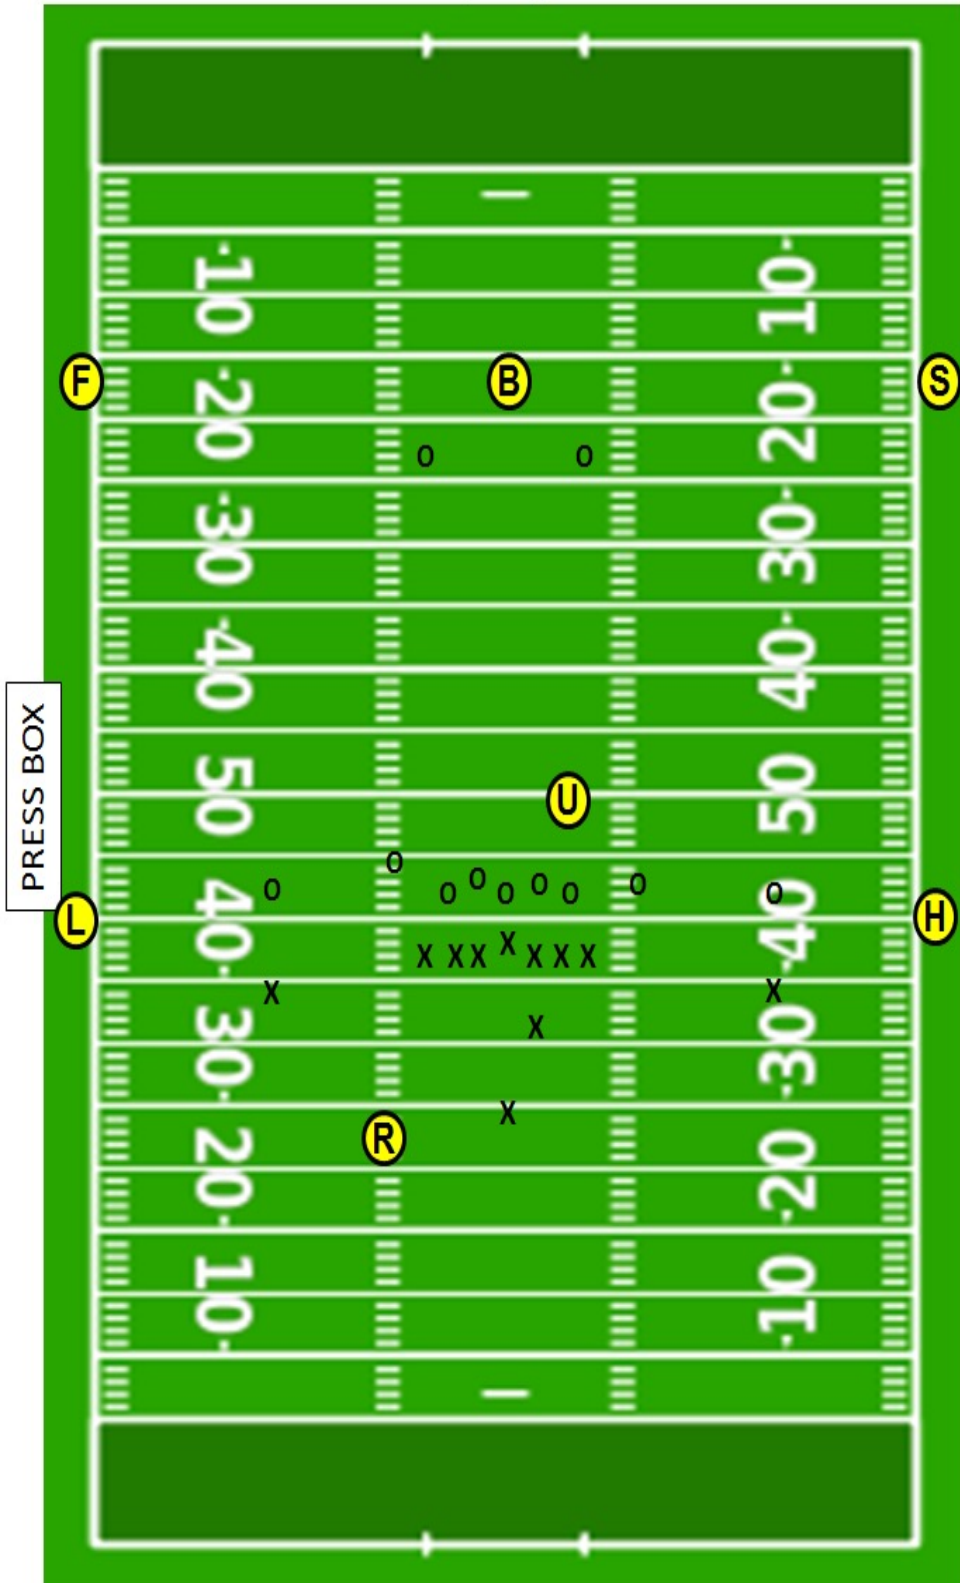 10 10
F B S
20 20
O O
30 30
40 40
PRESS BOX
50 U 50
O
O O O O O O O O
L 40 40 H
X X X X X X X
X X
30 X 30
X
R
20 20
10 10